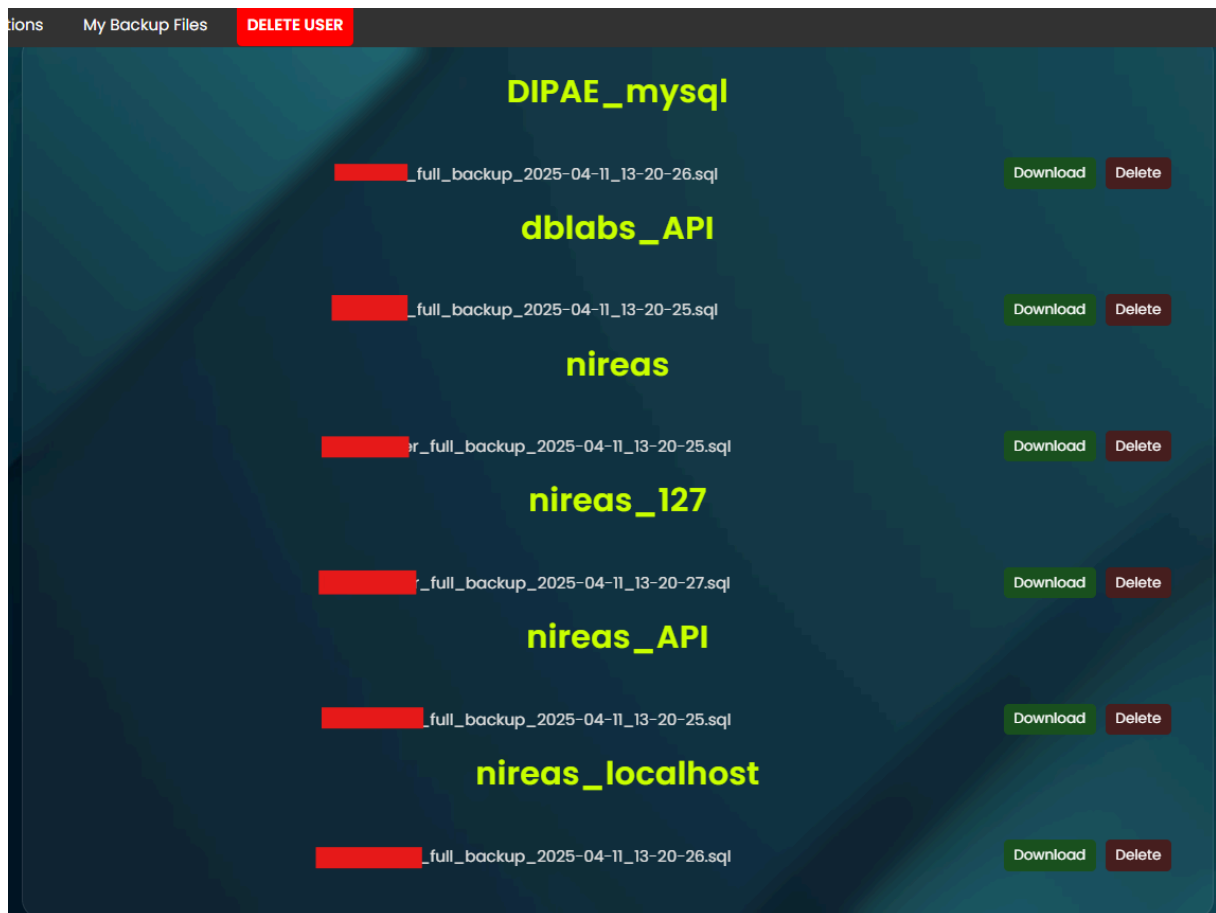 tions My Backup Files DELETE USER
DIPAE_mysql
_full_backup_2025-04-11_13-20-26.sql Download Delete
dblabs_API
_full_backup_2025-04-11_13-20-25.sql Download Delete
nireas
r_full_backup_2025-04-11_13-20-25.sql Download Delete
nireas_127
_full_backup_2025-04-11_13-20-27.sql Download Delete
nireas_API
_full_backup_2025-04-11_13-20-25.sql Download Delete
nireas_localhost
_full_backup_2025-04-11_13-20-26.sql Download Delete